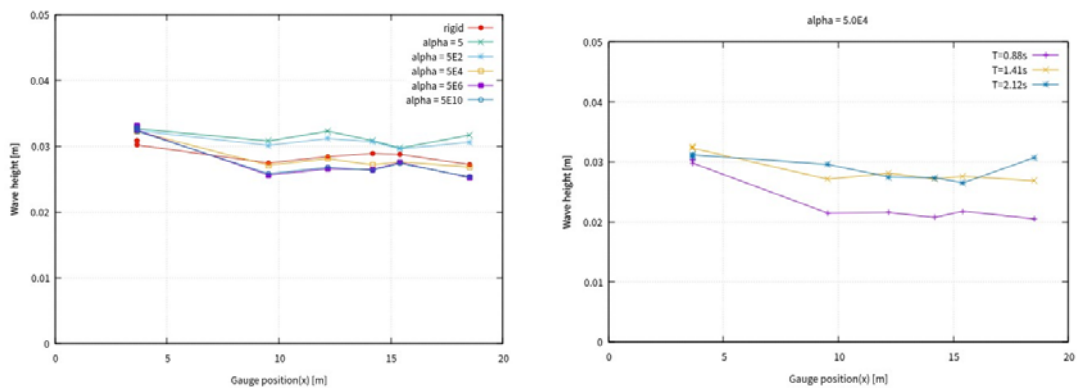 0.05
0.04
0.03
0.02
0.01
0
Wave height [m]
rigid
alpha = 5
alpha = 5E2
alpha = 5E4
alpha = 5E6
alpha = 5E10
0 5 10 15 20
Gauge position(x) [m]
alpha = 5.0E4
0.05
0.04
0.03
0.02
0.01
0
Wave height [m]
T=0.88s
T=1.41s
T=2.12s
0 5 10 15 20
Gauge position(x) [m]